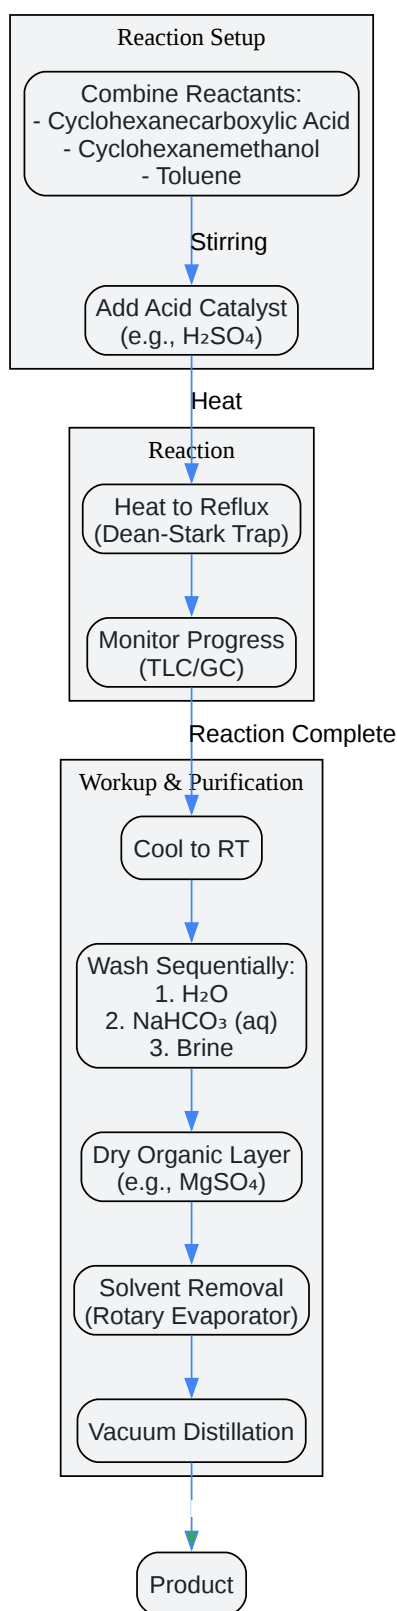 Reaction Setup
Combine Reactants:
- Cyclohexanecarboxylic Acid
- Cyclohexanemethanol
- Toluene
Stirring
Add Acid Catalyst
(e.g., H₂SO₄)
Heat
Reaction
Heat to Reflux
(Dean-Stark Trap)
Monitor Progress
(TLC/GC)
Reaction Complete
Workup & Purification
Cool to RT
Wash Sequentially:
1. H₂O
2. NaHCO₃ (aq)
3. Brine
Dry Organic Layer
(e.g., MgSO₄)
Solvent Removal
(Rotary Evaporator)
Vacuum Distillation
Product